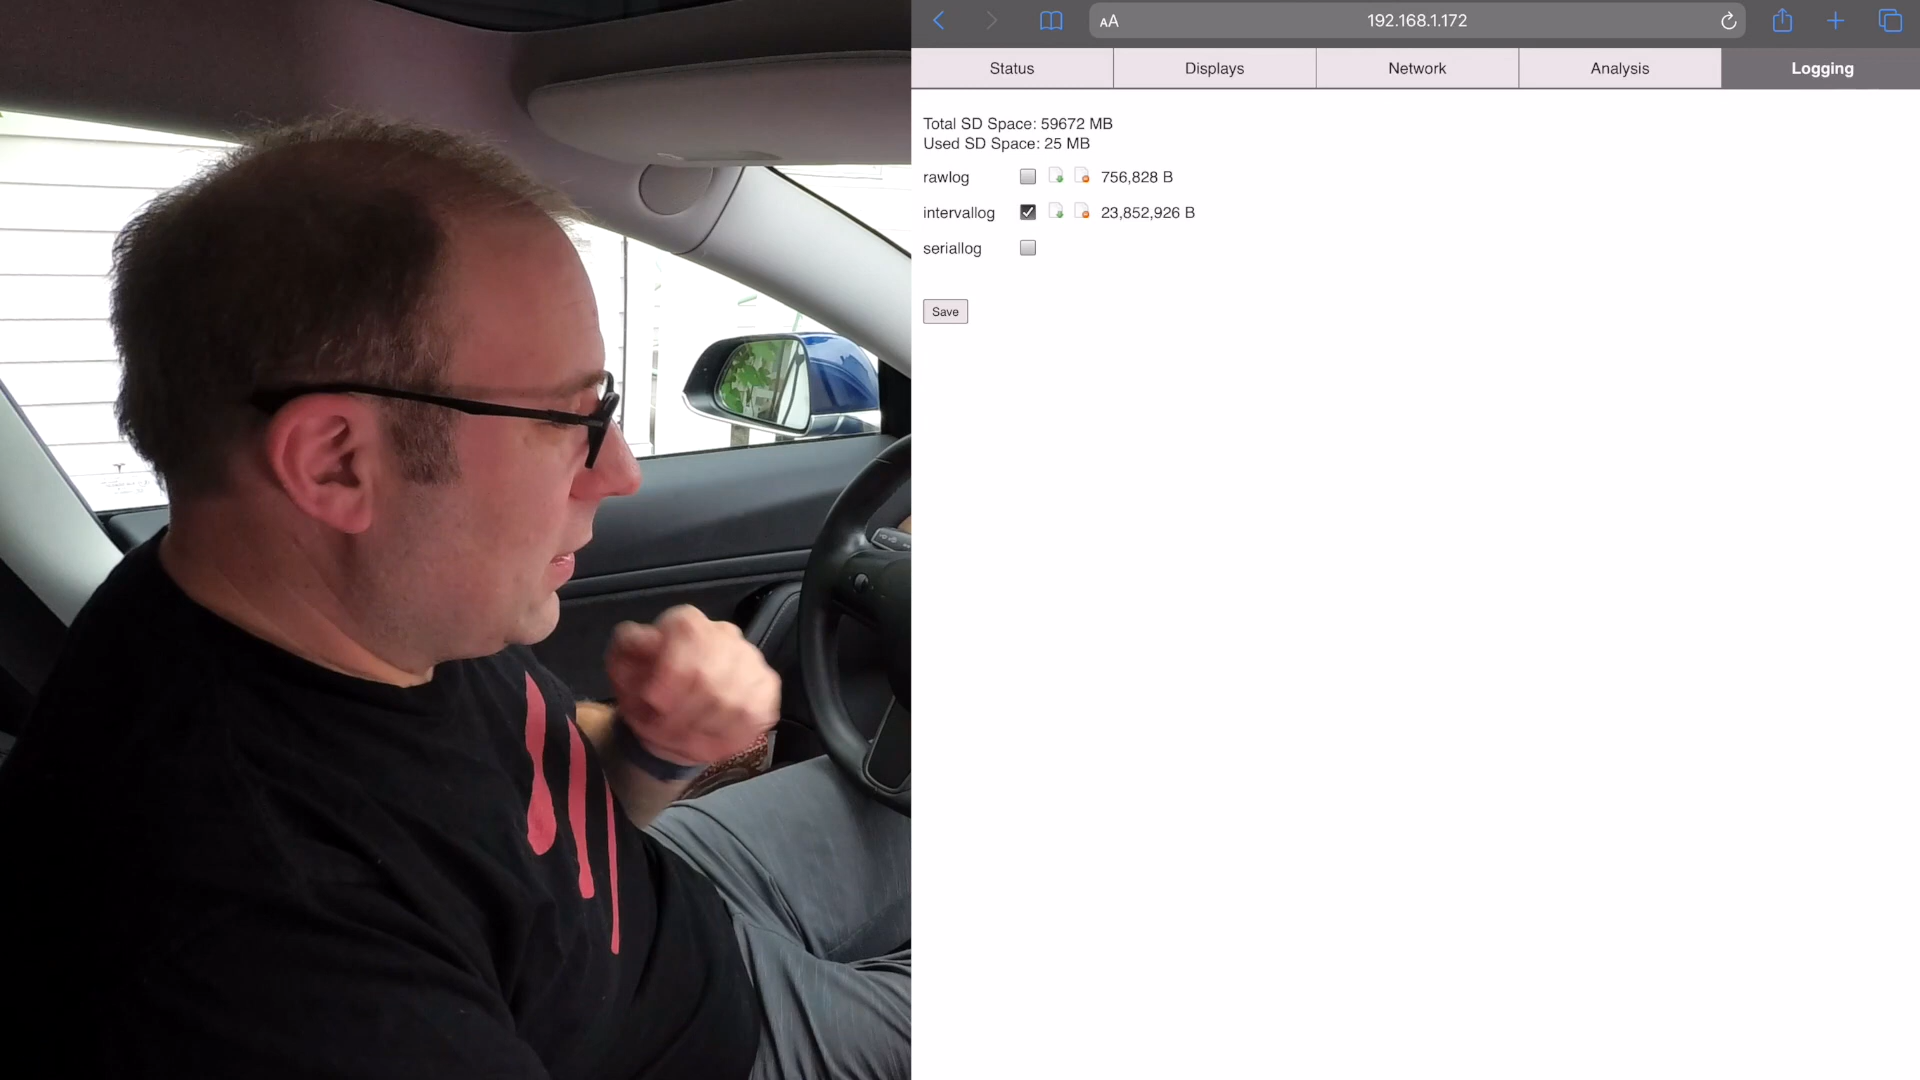 AA 192.168.1.172
Status Displays Network Analysis Logging
Total SD Space: 59672 MB
Used SD Space: 25 MB
rawlog 756,828 B
intervallog 23,852,926 B
seriallog
Save